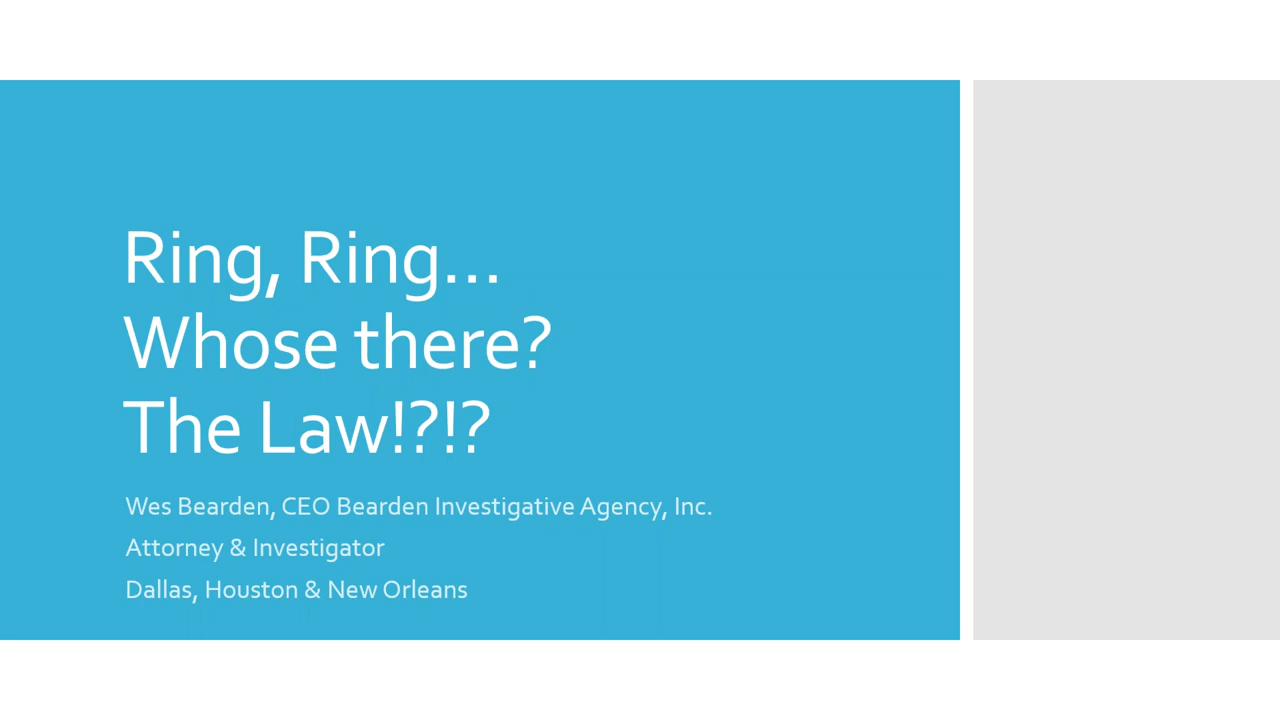 Ring, Ring...
Whose there?
The Law!?!?
Wes Bearden, CEO Bearden Investigative Agency, Inc.
Attorney & Investigator
Dallas, Houston & New Orleans